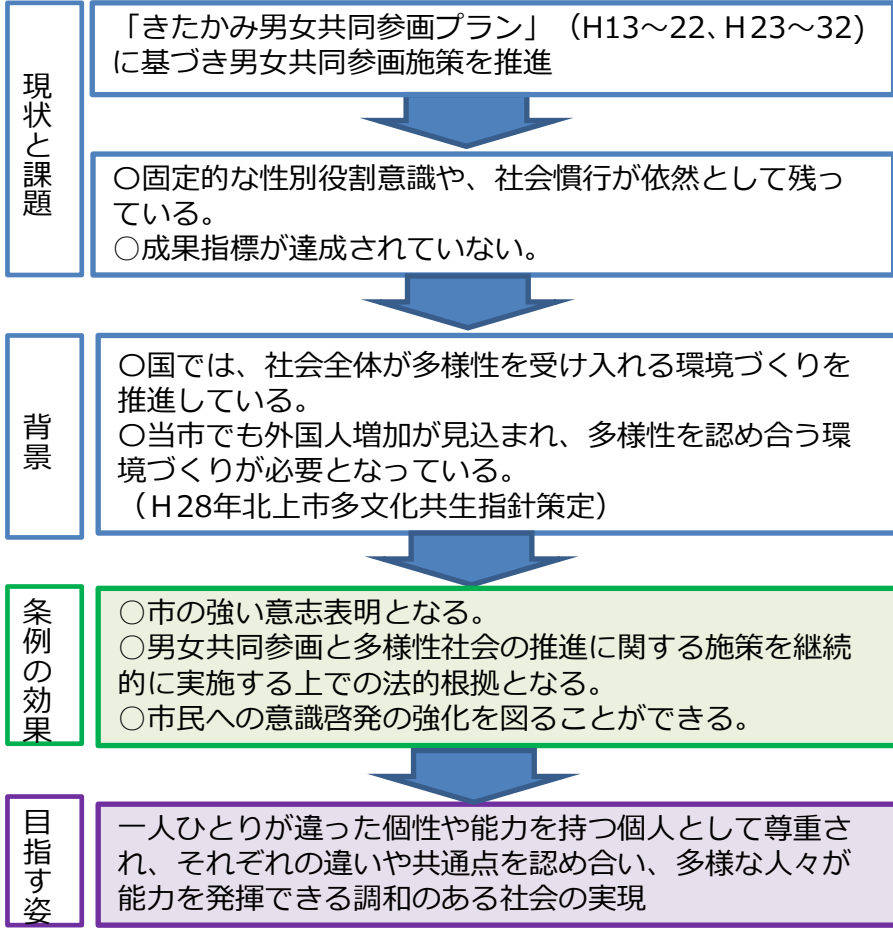 現状と課題
「きたかみ男女共同参画プラン」（H13～22、H23～32)
に基づき男女共同参画施策を推進
〇固定的な性別役割意識や、社会慣行が依然として残っ
ている。
○成果指標が達成されていない。
背景
〇国では、社会全体が多様性を受け入れる環境づくりを
推進している。
〇当市でも外国人増加が見込まれ、多様性を認め合う環
境づくりが必要となっている。
（H28年北上市多文化共生指針策定）
条例の効果
○市の強い意志表明となる。
○男女共同参画と多様性社会の推進に関する施策を継続
的に実施する上での法的根拠となる。
○市民への意識啓発の強化を図ることができる。
目指す姿
一人ひとりが違った個性や能力を持つ個人として尊重さ
れ、それぞれの違いや共通点を認め合い、多様な人々が
能力を発揮できる調和のある社会の実現